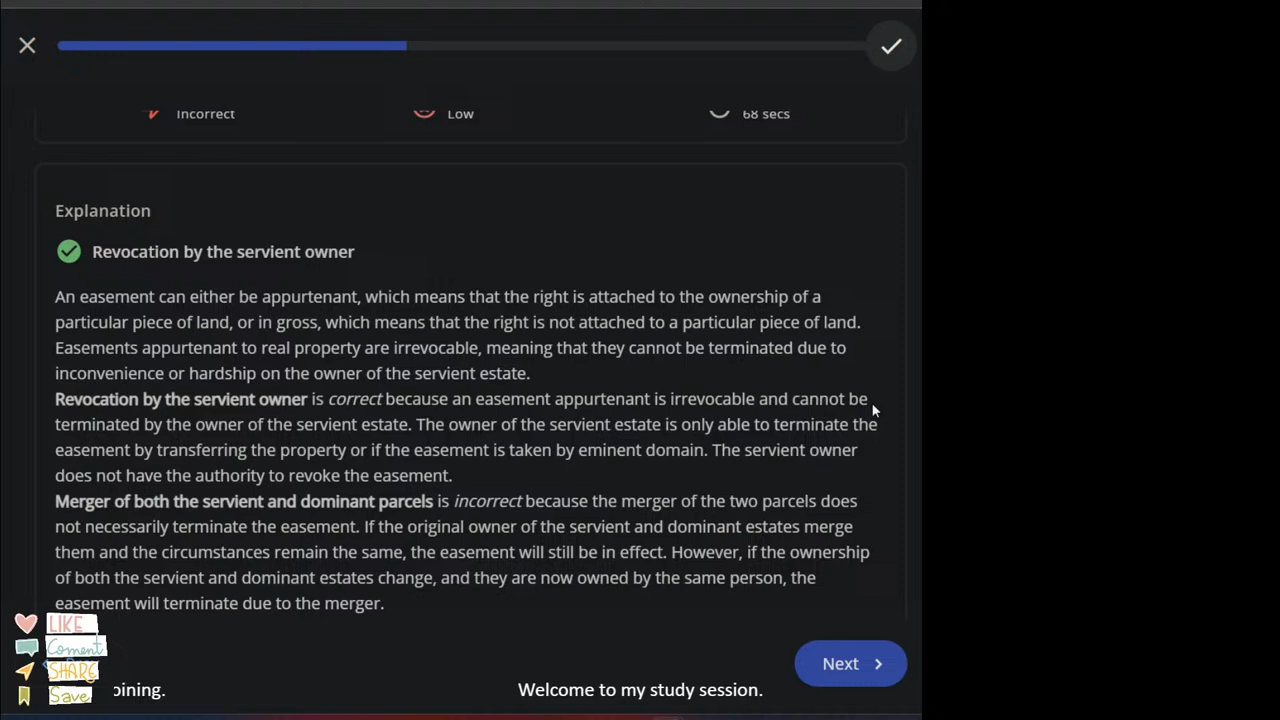 Incorrect
Low
68 secs
Explanation
Revocation by the servient owner
An easement can either be appurtenant, which means that the right is attached to the ownership of a
particular piece of land, or in gross, which means that the right is not attached to a particular piece of land.
Easements appurtenant to real property are irrevocable, meaning that they cannot be terminated due to
inconvenience or hardship on the owner of the servient estate.
Revocation by the servient owner is correct because an easement appurtenant is irrevocable and cannot be
terminated by the owner of the servient estate. The owner of the servient estate is only able to terminate the
easement by transferring the property or if the easement is taken by eminent domain. The servient owner
does not have the authority to revoke the easement.
Merger of both the servient and dominant parcels is incorrect because the merger of the two parcels does
not necessarily terminate the easement. If the original owner of the servient and dominant estates merge
them and the circumstances remain the same, the easement will still be in effect. However, if the ownership
of both the servient and dominant estates change, and they are now owned by the same person, the
easement will terminate due to the merger.
LIKE
Coment
SHARE
Save
Next
oining.
Welcome to my study session.